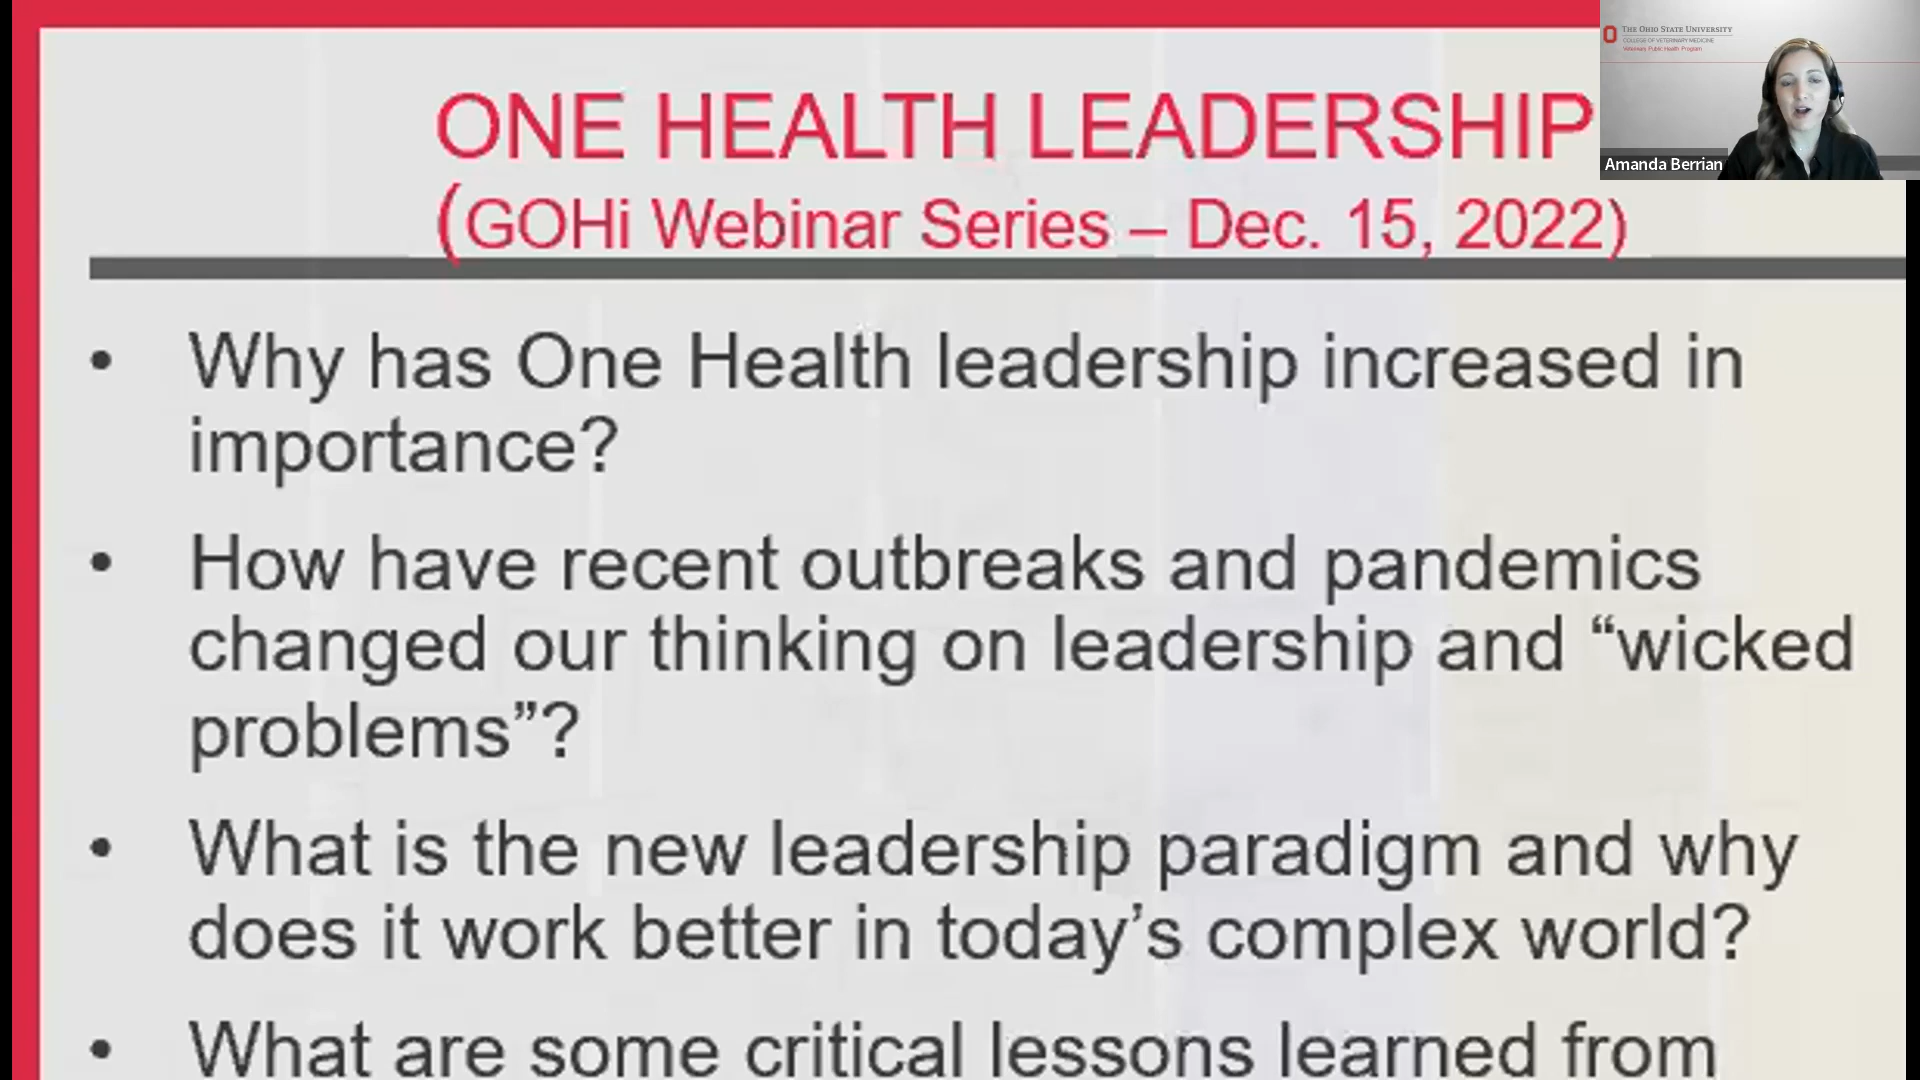 THE OHIO STATE UNIVERSITY
COLLEGE OF VETERINARY MEDICINE
Veterinary Public Health Program
Amanda Berrian
ONE HEALTH LEADERSHIP
(GOHi Webinar Series – Dec. 15, 2022)
• Why has One Health leadership increased in
importance?
• How have recent outbreaks and pandemics
changed our thinking on leadership and “wicked
problems”?
• What is the new leadership paradigm and why
does it work better in today’s complex world?
• What are some critical lessons learned from